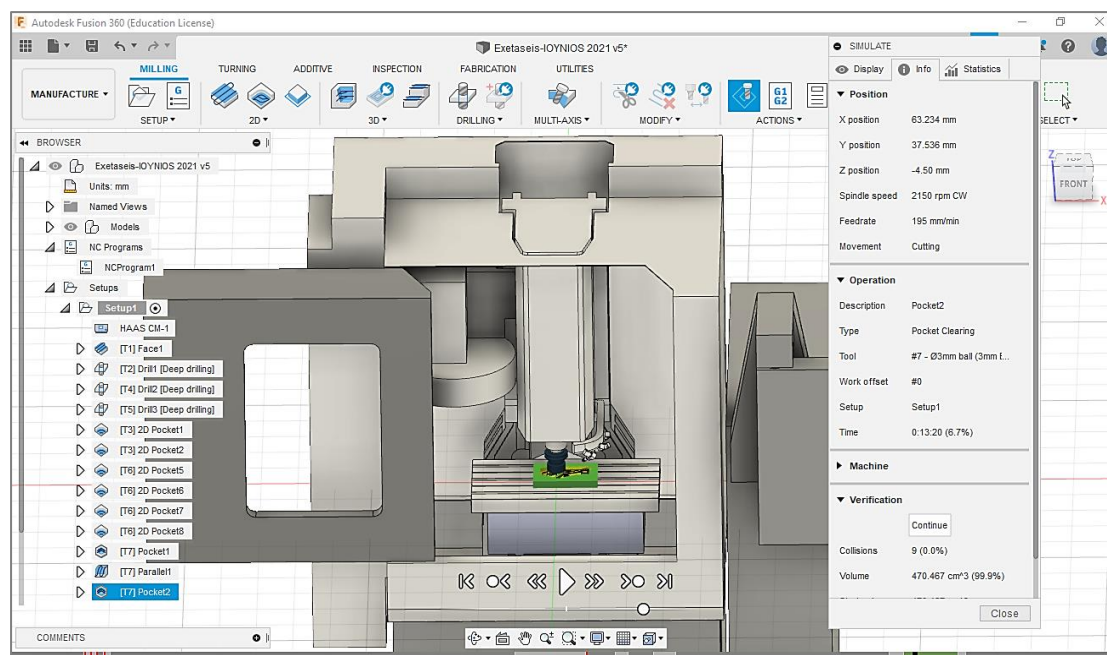 Autodesk Fusion 360 (Education License)
Exetaseis-IOYNIOS 2021 v5*
MANUFACTURE
MILLING
TURNING
ADDITIVE
INSPECTION
FABRICATION
UTILITIES
G1
G2
SETUP
2D
3D
DRILLING
MULTI-AXIS
MODIFY
ACTIONS
SELECT
BROWSER
Exetaseis-IOYNIOS 2021 v5
Units: mm
Named Views
Models
NC Programs
NCProgram1
Setups
Setup1
HAAS CM-1
[T1] Face1
[T2] Drill1 [Deep drilling]
[T4] Drill2 [Deep drilling]
[T5] Drill3 [Deep drilling]
[T3] 2D Pocket1
[T3] 2D Pocket2
[T6] 2D Pocket5
[T6] 2D Pocket6
[T6] 2D Pocket7
[T6] 2D Pocket8
[T7] Pocket1
[T7] Parallel1
[T7] Pocket2
COMMENTS
SIMULATE
Display
Info
Statistics
Position
X position 63.234 mm
Y position 37.536 mm
Z position -4.50 mm
Spindle speed 2150 rpm CW
Feedrate 195 mm/min
Movement Cutting
Operation
Description Pocket2
Type Pocket Clearing
Tool #7 - Ø3mm ball (3mm
Work offset #0
Setup Setup1
Time 0:13:20 (6.7%)
Machine
Verification
Continue
Collisions 9 (0.0%)
Volume 470.467 cm^3 (99.9%)
Close
Z
FRONT
X